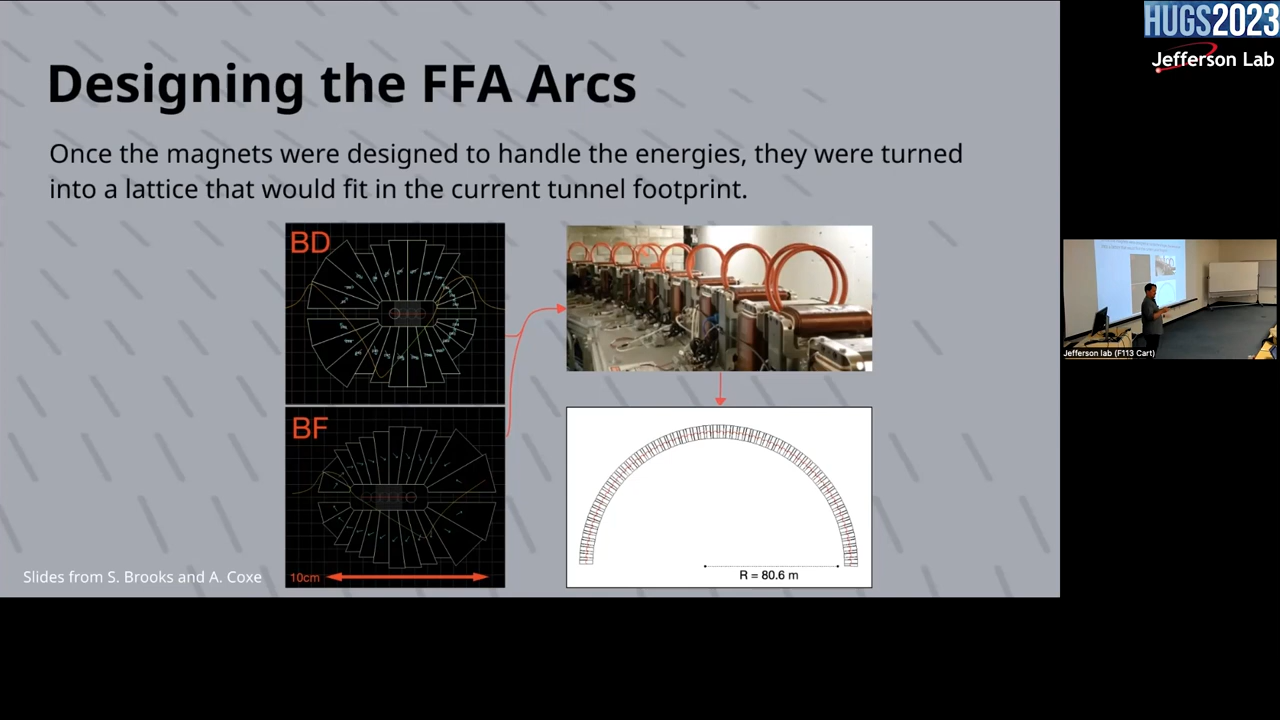 HUGS2023
Jefferson Lab
Designing the FFA Arcs
Once the magnets were designed to handle the energies, they were turned
into a lattice that would fit in the current tunnel footprint.
BD
BF
10cm
R = 80.6 m
Slides from S. Brooks and A. Coxe
Jefferson lab (F113 Cart)